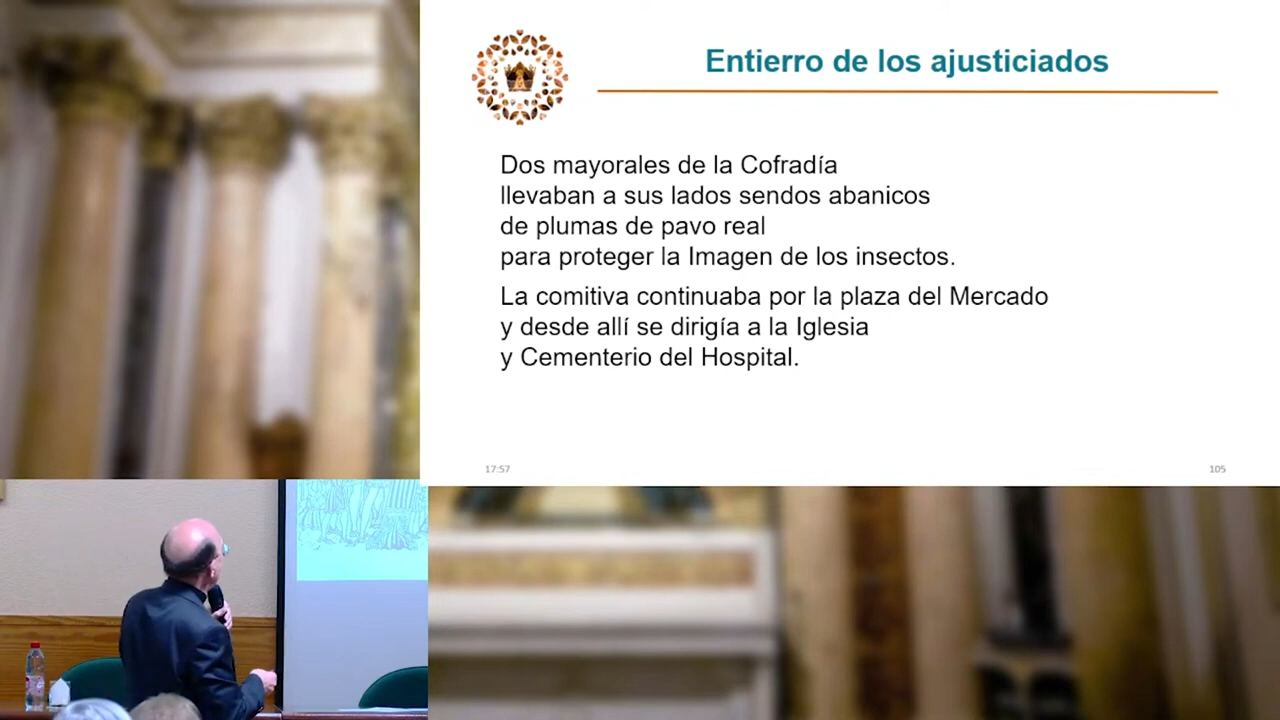 Entierro de los ajusticiados
Dos mayorales de la Cofradía
llevaban a sus lados sendos abanicos
de plumas de pavo real
para proteger la Imagen de los insectos.
La comitiva continuaba por la plaza del Mercado
y desde allí se dirigía a la Iglesia
y Cementerio del Hospital.
17:57
105